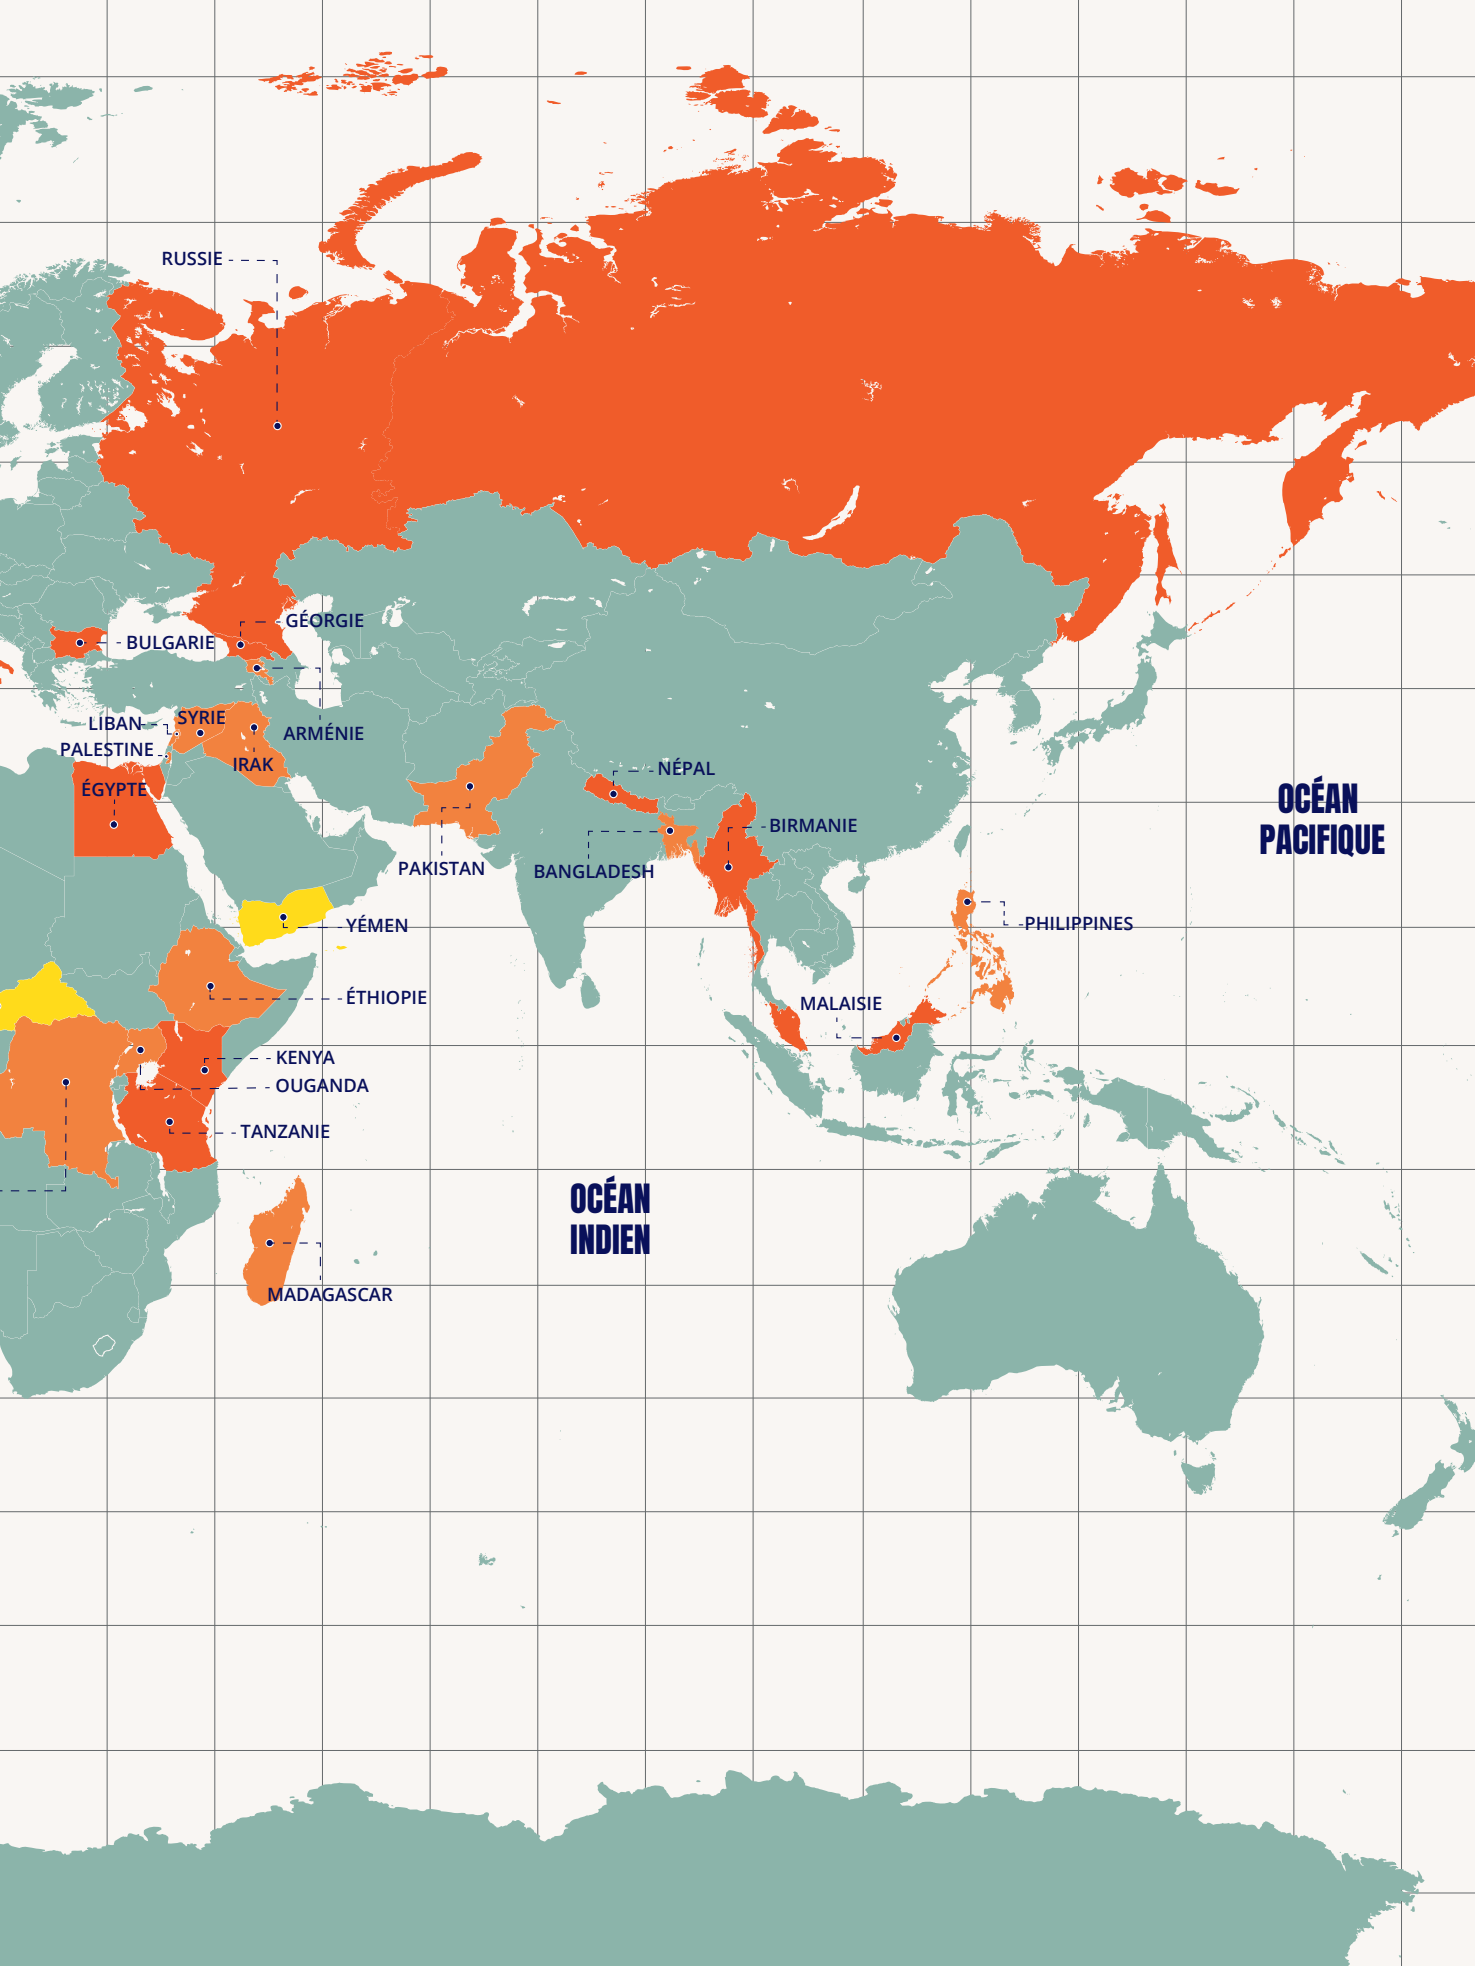 RUSSIE
GÉORGIE
BULGARIE
LIBAN
SYRIE
ARMÉNIE
PALESTINE
IRAK
NÉPAL
ÉGYPTE
OCÉAN
PACIFIQUE
BIRMANIE
PAKISTAN
BANGLADESH
PHILIPPINES
YÉMEN
ÉTHIOPIE
MALAISIE
KENYA
OUGANDA
TANZANIE
OCÉAN
INDIEN
MADAGASCAR